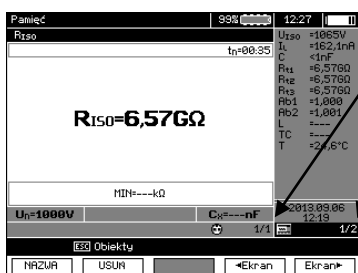 Pamięć 99% 12:27
RISO
tn=00:35
RISO=6,57GΩ
MIN=---kΩ
Un=1000V Cx=---nF
1/1
UISO =1065V
IL =162,1nA
C <1nF
Rt1 =6,57GΩ
Rt2 =6,57GΩ
Rt3 =6,57GΩ
Ab1 =1,000
Ab2 =1,001
L =---
TC =---
T =24,6°C
2013.09.06
12:19
1/2
ESC Obiekty
NAZWA USUŃ ◄Ekran Ekran►